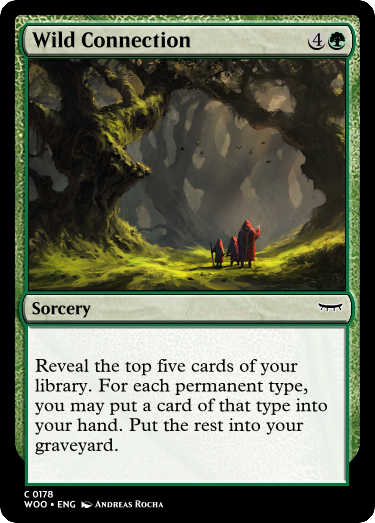 Wild Connection 4
Sorcery
Reveal the top five cards of your
library. For each permanent type,
you may put a card of that type into
your hand. Put the rest into your
graveyard.
C 0178
WOO • ENG Andreas Rocha